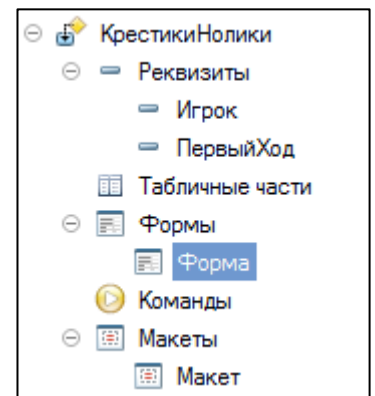 КрестикиНолики
Реквизиты
Игрок
ПервыйХод
Табличные части
Формы
Форма
Команды
Макеты
Макет